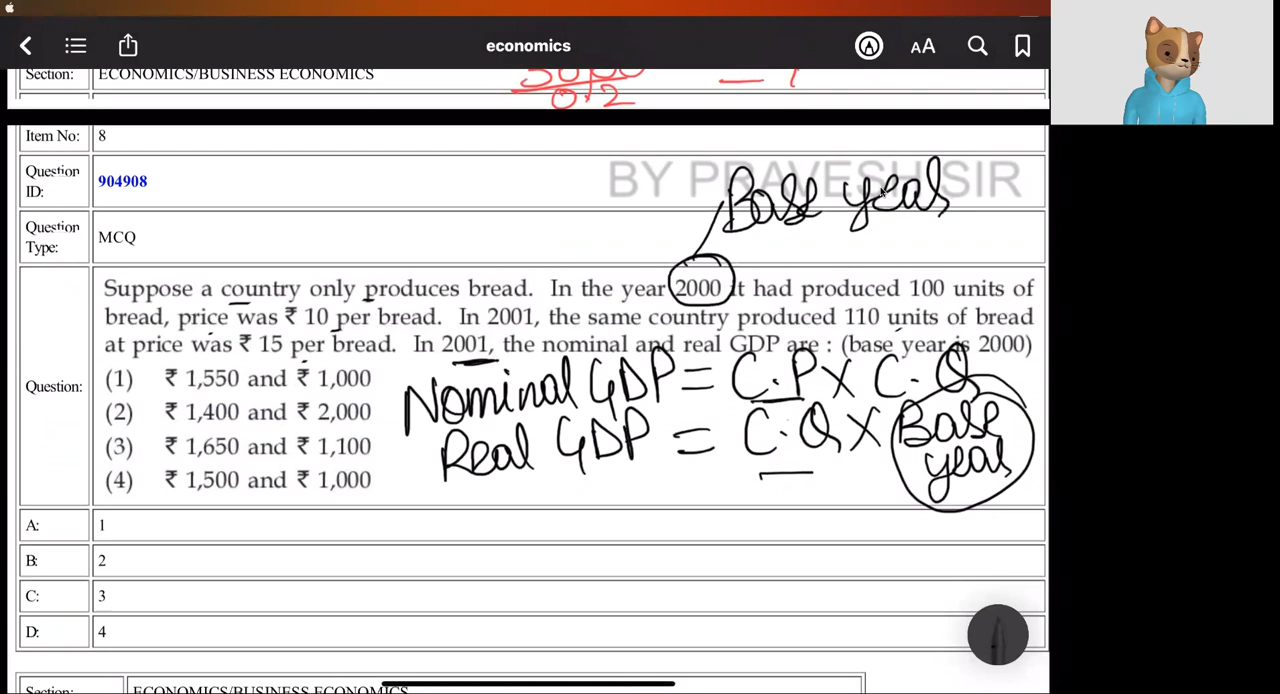 economics
AA
Section: ECONOMICS/BUSINESS ECONOMICS
0.2 - 1
Item No: 8
Question ID: 904908
BY PRAVESH SIR
Base year
Question Type: MCQ
Question: Suppose a country only produces bread. In the year 2000 it had produced 100 units of
bread, price was ₹ 10 per bread. In 2001, the same country produced 110 units of bread
at price was ₹ 15 per bread. In 2001, the nominal and real GDP are : (base year is 2000)
(1) ₹ 1,550 and ₹ 1,000
(2) ₹ 1,400 and ₹ 2,000
(3) ₹ 1,650 and ₹ 1,100
(4) ₹ 1,500 and ₹ 1,000
Nominal GDP = C.P X C.Q
Real GDP = C.Q X Base year
A: 1
B: 2
C: 3
D: 4
Section: ECONOMICS/BUSINESS ECONOMICS